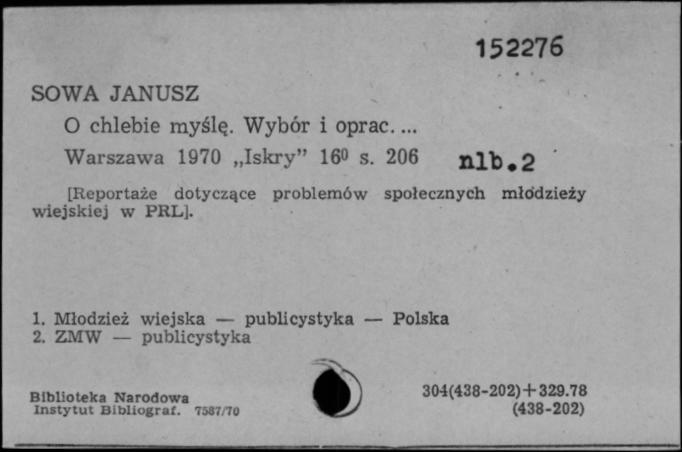 152276
SOWA JANUSZ
O chlebie myślę. Wybór i oprac. ...
Warszawa 1970 „Iskry” 16⁰ s. 206 nlb.2
[Reportaże dotyczące problemów społecznych młodzieży
wiejskiej w PRL].
1. Młodzież wiejska — publicystyka — Polska
2. ZMW — publicystyka
Biblioteka Narodowa
Instytut Bibliograf. 7587/70
304(438-202)+329.78
(438-202)